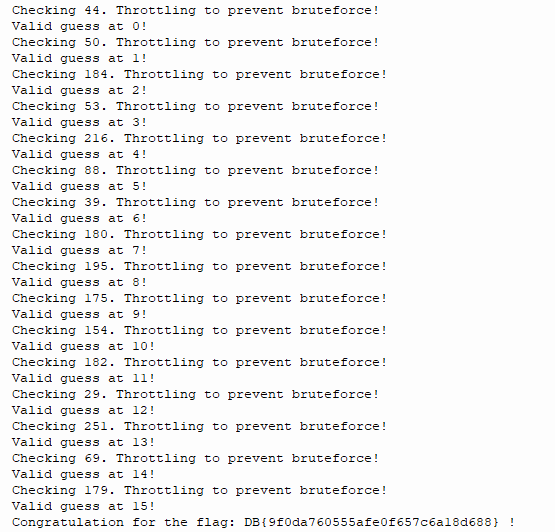 Checking 44. Throttling to prevent bruteforce!
Valid guess at 0!
Checking 50. Throttling to prevent bruteforce!
Valid guess at 1!
Checking 184. Throttling to prevent bruteforce!
Valid guess at 2!
Checking 53. Throttling to prevent bruteforce!
Valid guess at 3!
Checking 216. Throttling to prevent bruteforce!
Valid guess at 4!
Checking 88. Throttling to prevent bruteforce!
Valid guess at 5!
Checking 39. Throttling to prevent bruteforce!
Valid guess at 6!
Checking 180. Throttling to prevent bruteforce!
Valid guess at 7!
Checking 195. Throttling to prevent bruteforce!
Valid guess at 8!
Checking 175. Throttling to prevent bruteforce!
Valid guess at 9!
Checking 154. Throttling to prevent bruteforce!
Valid guess at 10!
Checking 182. Throttling to prevent bruteforce!
Valid guess at 11!
Checking 29. Throttling to prevent bruteforce!
Valid guess at 12!
Checking 251. Throttling to prevent bruteforce!
Valid guess at 13!
Checking 69. Throttling to prevent bruteforce!
Valid guess at 14!
Checking 179. Throttling to prevent bruteforce!
Valid guess at 15!
Congratulation for the flag: DB{9f0da760555afe0f657c6a18d688} !